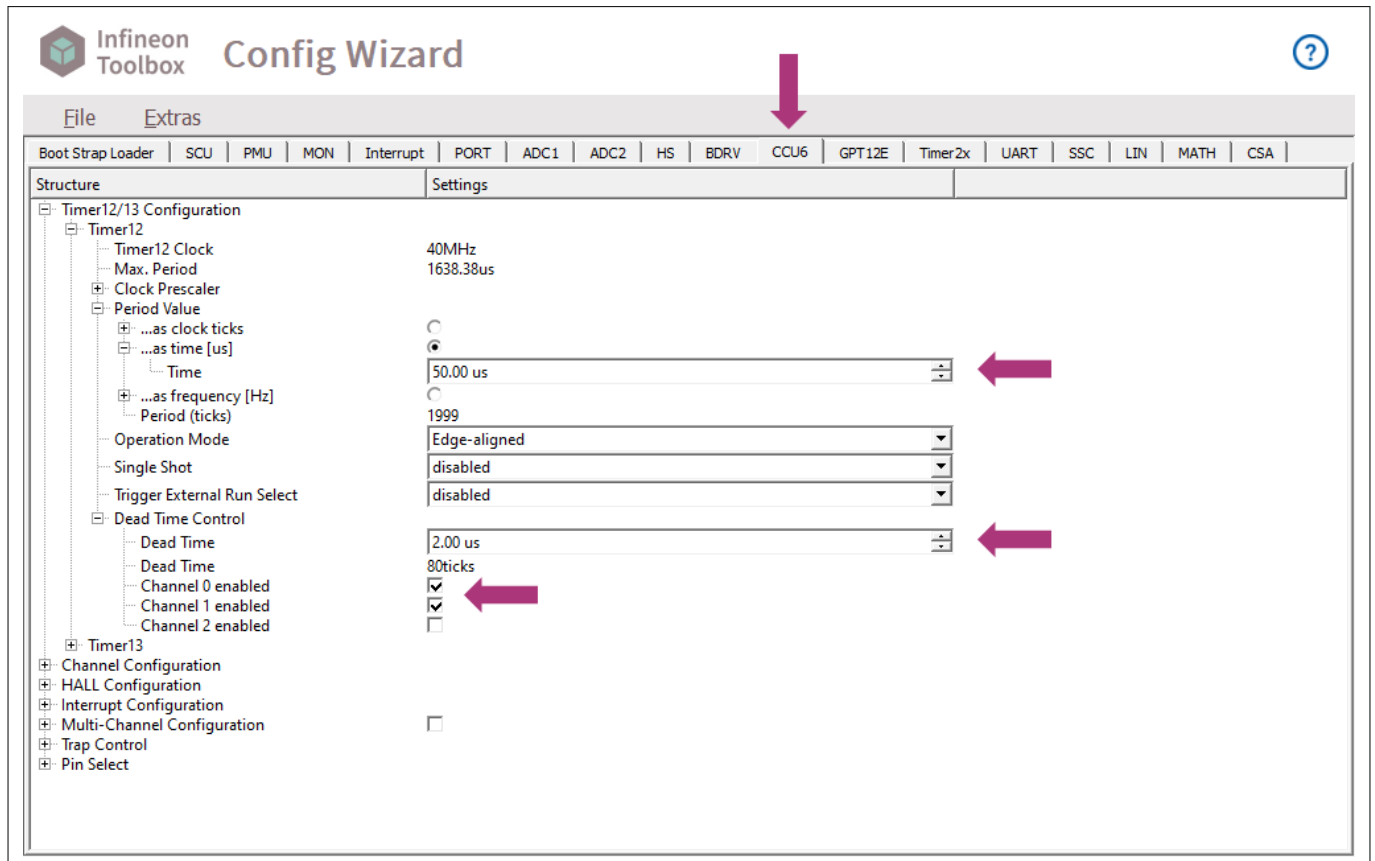 Infineon
Toolbox
Config Wizard
?
File Extras
Boot Strap Loader SCU PMU MON Interrupt PORT ADC1 ADC2 HS BDRV CCU6 GPT12E Timer2x UART SSC LIN MATH CSA
Structure Settings
Timer12/13 Configuration
Timer12
Timer12 Clock 40MHz
Max. Period 1638.38us
Clock Prescaler
Period Value
...as clock ticks
...as time [us]
Time 50.00 us
...as frequency [Hz]
Period (ticks) 1999
Operation Mode Edge-aligned
Single Shot disabled
Trigger External Run Select disabled
Dead Time Control
Dead Time 2.00 us
Dead Time 80ticks
Channel 0 enabled
Channel 1 enabled
Channel 2 enabled
Timer13
Channel Configuration
HALL Configuration
Interrupt Configuration
Multi-Channel Configuration
Trap Control
Pin Select